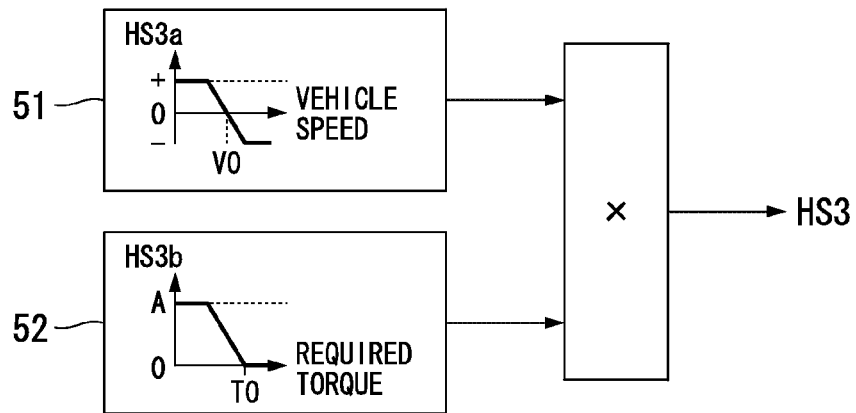 HS3a
+
0
−
VEHICLE
SPEED
V0
51
HS3b
A
0
REQUIRED
TORQUE
T0
52
×
HS3